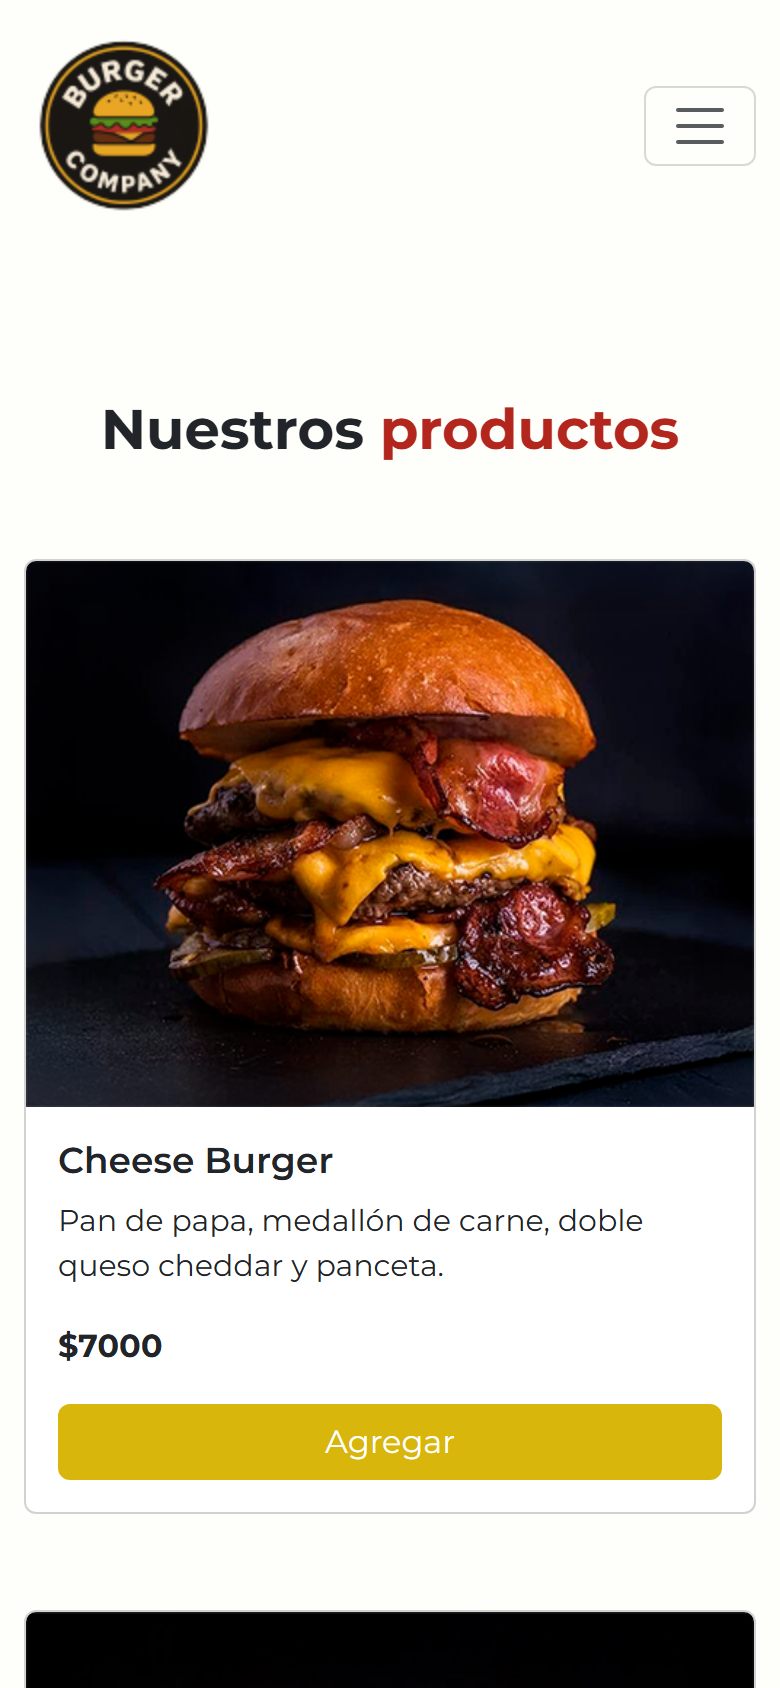 BURGER
COMPANY
Nuestros productos
Cheese Burger
Pan de papa, medallón de carne, doble
queso cheddar y panceta.
$7000
Agregar